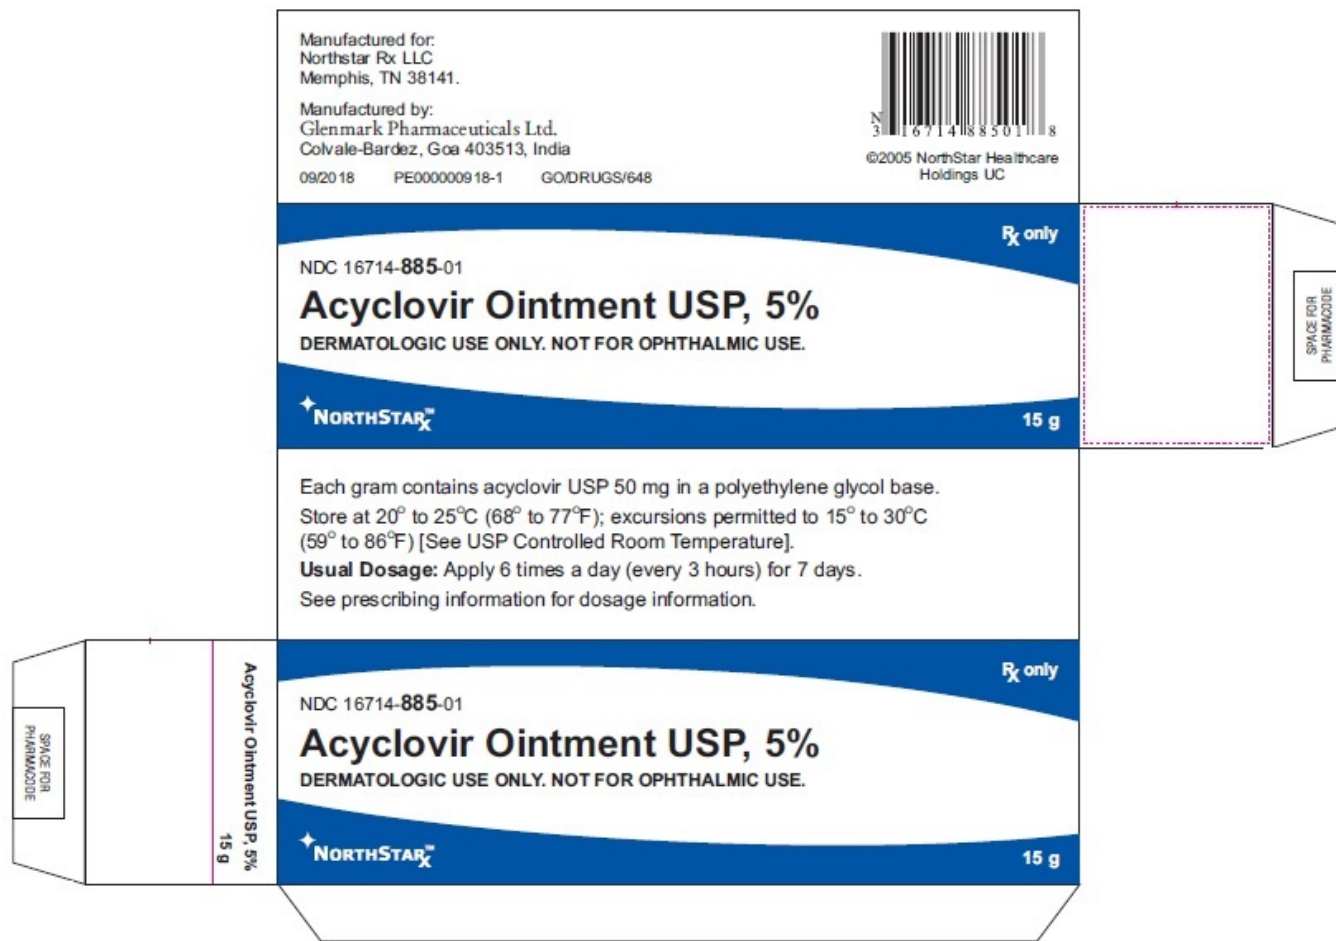 Manufactured for:
Northstar Rx LLC
Memphis, TN 38141.
Manufactured by:
Glenmark Pharmaceuticals Ltd.
Colvale-Bardez, Goa 403513, India
09/2018 PE000000918-1 GO/DRUGS/648
N
3 16714 88501 8
©2005 NorthStar Healthcare
Holdings UC
Rx only
NDC 16714-885-01
Acyclovir Ointment USP, 5%
DERMATOLOGIC USE ONLY. NOT FOR OPHTHALMIC USE.
NORTHSTARx™
15 g
SPACE FOR
PHARMACODE
Each gram contains acyclovir USP 50 mg in a polyethylene glycol base.
Store at 20° to 25°C (68° to 77°F); excursions permitted to 15° to 30°C
(59° to 86°F) [See USP Controlled Room Temperature].
Usual Dosage: Apply 6 times a day (every 3 hours) for 7 days.
See prescribing information for dosage information.
SPACE FOR
PHARMACODE
Acyclovir Ointment USP, 5%
15 g
Rx only
NDC 16714-885-01
Acyclovir Ointment USP, 5%
DERMATOLOGIC USE ONLY. NOT FOR OPHTHALMIC USE.
NORTHSTARx™
15 g